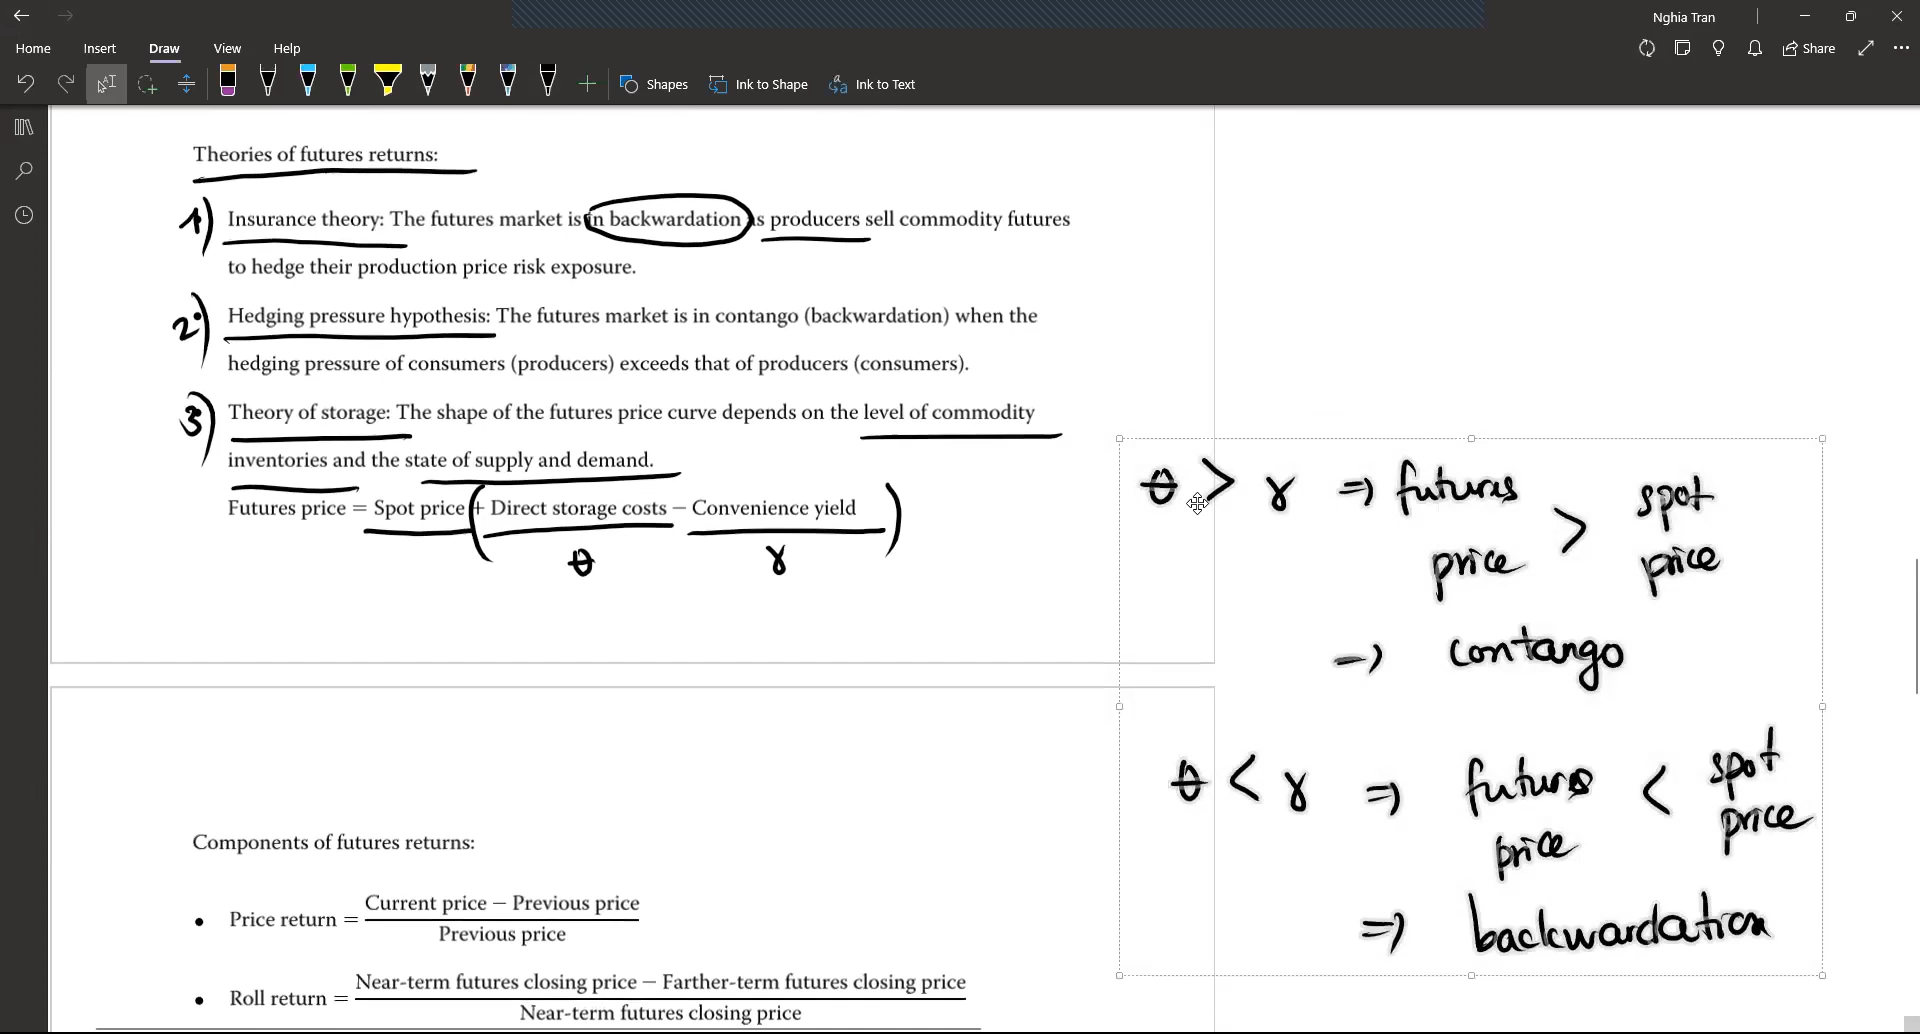 Nghia Tran
Home Insert Draw View Help
Share
Shapes Ink to Shape Ink to Text
Theories of futures returns:
1) Insurance theory: The futures market is in backwardation as producers sell commodity futures
to hedge their production price risk exposure.
2) Hedging pressure hypothesis: The futures market is in contango (backwardation) when the
hedging pressure of consumers (producers) exceeds that of producers (consumers).
3) Theory of storage: The shape of the futures price curve depends on the level of commodity
inventories and the state of supply and demand.
Futures price = Spot price (+ Direct storage costs − Convenience yield)
θ γ
θ > γ ⇒ futures price > spot price
→ contango
θ < γ ⇒ futures price < spot price
⇒ backwardation
Components of futures returns:
• Price return = Current price − Previous price
Previous price
• Roll return = Near-term futures closing price − Farther-term futures closing price
Near-term futures closing price